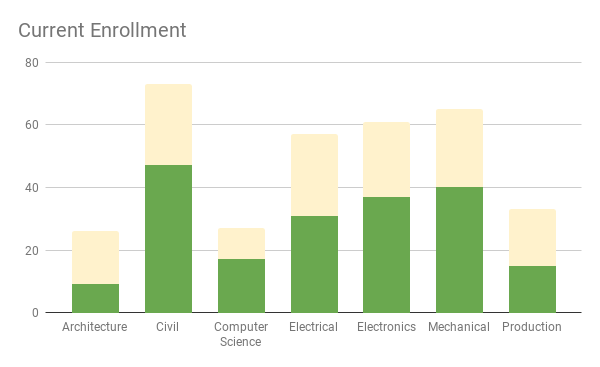 Current Enrollment
80
60
40
20
0
Architecture
Civil
Computer
Science
Electrical
Electronics
Mechanical
Production